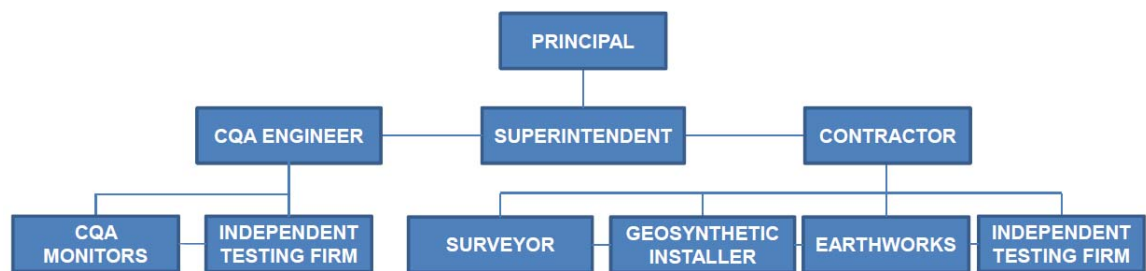 PRINCIPAL
CQA ENGINEER
SUPERINTENDENT
CONTRACTOR
CQA
MONITORS
INDEPENDENT
TESTING FIRM
SURVEYOR
GEOSYNTHETIC
INSTALLER
EARTHWORKS
INDEPENDENT
TESTING FIRM